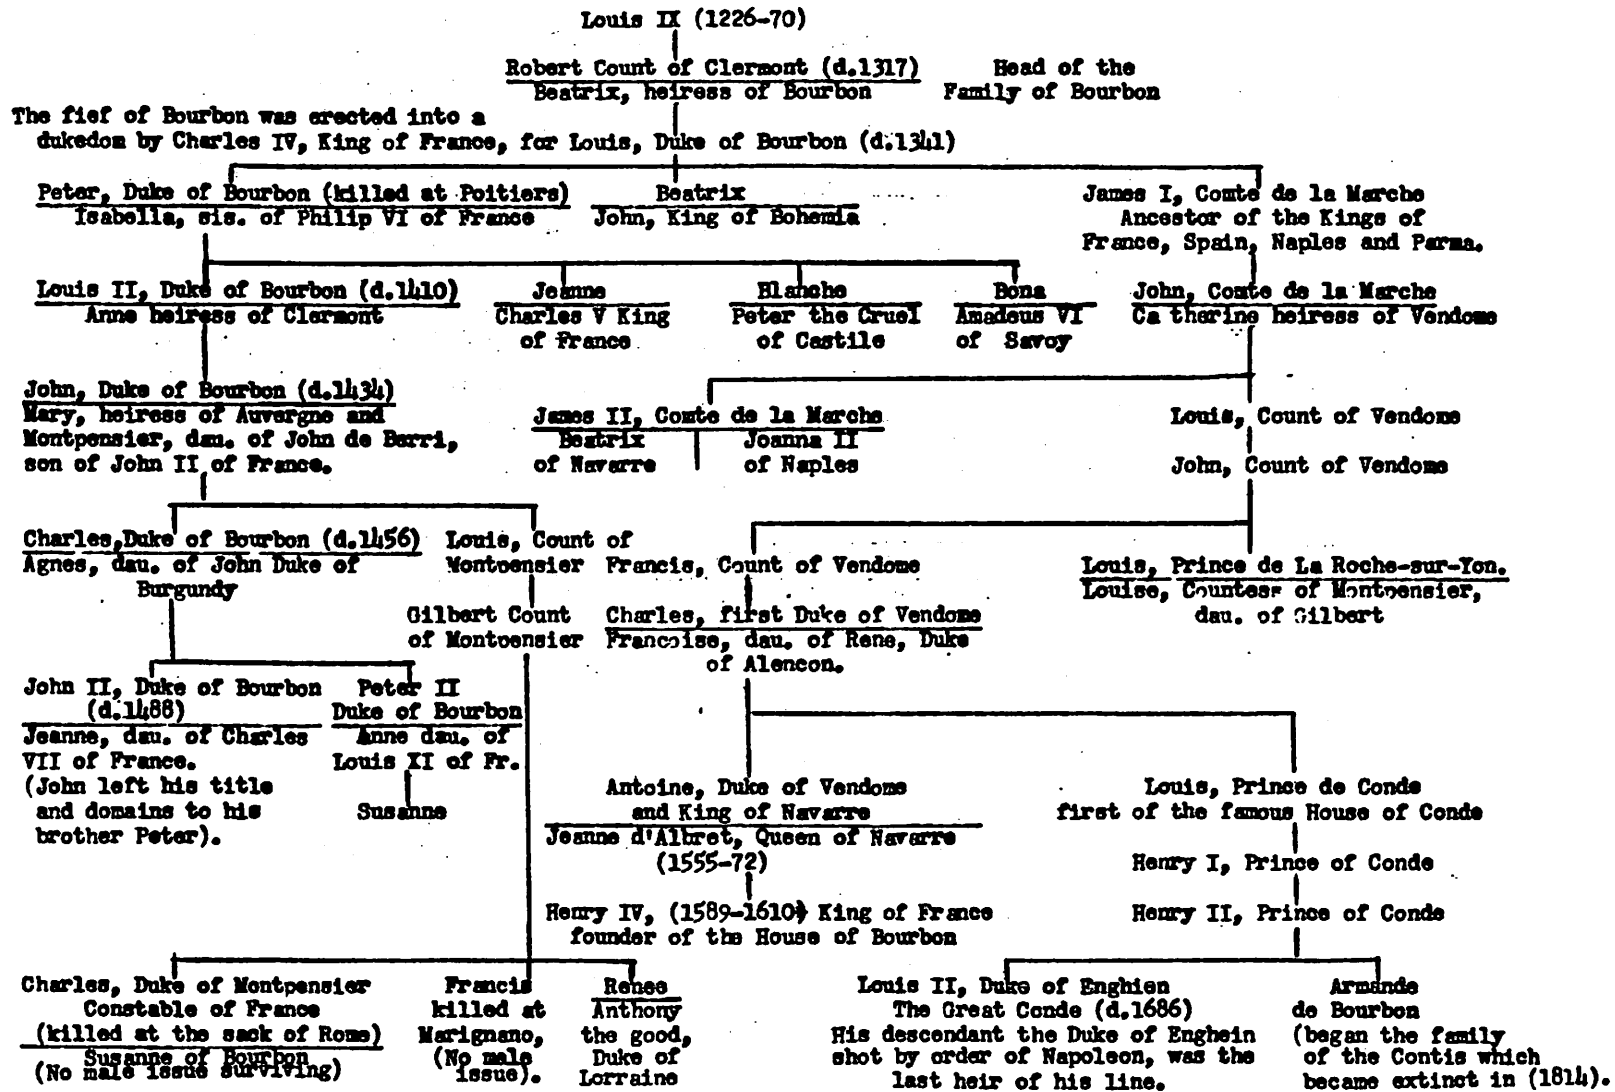 Louis IX (1226-70)
Robert Count of Clermont (d.1317)
Beatrix, heiress of Bourbon
Head of the
Family of Bourbon
The fief of Bourbon was erected into a
dukedom by Charles IV, King of France, for Louis, Duke of Bourbon (d.1341)
Peter, Duke of Bourbon (killed at Poitiers)
Isabella, sis. of Philip VI of France
Beatrix
John, King of Bohemia
James I, Comte de la Marche
Ancestor of the Kings of
France, Spain, Naples and Parma.
Louis II, Duke of Bourbon (d.1410)
Anne heiress of Clermont
Jeanne
Charles V King
of France
Blanche
Peter the Cruel
of Castile
Bona
Amadeus VI
of Savoy
John, Comte de la Marche
Ca therine heiress of Vendome
John, Duke of Bourbon (d.1434)
Mary, heiress of Auvergne and
Montpensier, dau. of John de Berri,
son of John II of France.
James II, Comte de la Marche
Beatrix
of Navarre
Joanna II
of Naples
Louis, Count of Vendome
John, Count of Vendome
Charles,Duke of Bourbon (d.1456)
Agnes, dau. of John Duke of
Burgundy
Louis, Count of
Montpensier
Francis, Count of Vendome
Louis, Prince de La Roche-sur-Yon.
Louise, Countess of Montpensier,
dau. of Gilbert
Gilbert Count
of Montpensier
Charles, first Duke of Vendome
Francoise, dau. of Rene, Duke
of Alencon.
John II, Duke of Bourbon
(d.1488)
Jeanne, dau. of Charles
VII of France.
(John left his title
and domains to his
brother Peter).
Peter II
Duke of Bourbon
Anne dau. of
Louis XI of Fr.
Susanne
Antoine, Duke of Vendome
and King of Navarre
Jeanne d'Albret, Queen of Navarre
(1555-72)
Henry IV, (1589-1610) King of France
founder of the House of Bourbon
Louis, Prince de Conde
first of the famous House of Conde
Henry I, Prince of Conde
Henry II, Prince of Conde
Charles, Duke of Montpensier
Constable of France
(killed at the sack of Rome)
Susanne of Bourbon
(No male issue surviving)
Francis
killed at
Marignano,
(No male
issue).
Renee
Anthony
the good,
Duke of
Lorraine
Louis II, Duke of Enghien
The Great Conde (d.1686)
His descendant the Duke of Enghein
shot by order of Napoleon, was the
last heir of his line.
Armande
de Bourbon
(began the family
of the Contis which
became extinct in (1814).